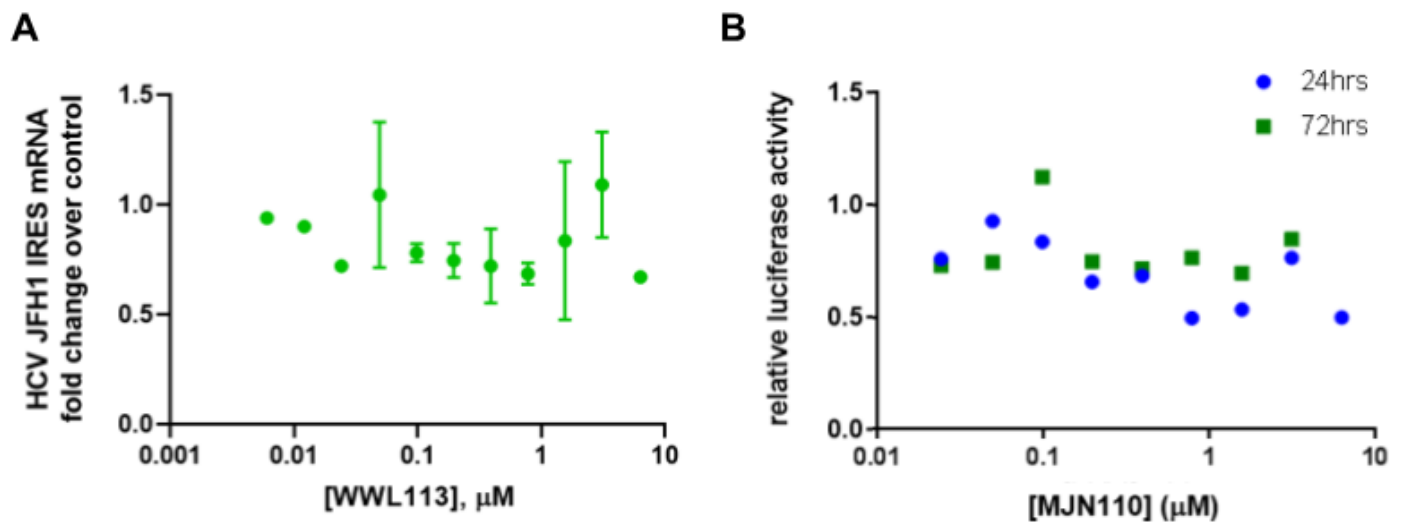 A
HCV JFH1 IRES mRNA
fold change over control
1.5
1.0
0.5
0.0
0.001 0.01 0.1 1 10
[WWL113], μM
B
24hrs
72hrs
relative luciferase activity
1.5
1.0
0.5
0.0
0.01 0.1 1 10
[MJN110] (μM)